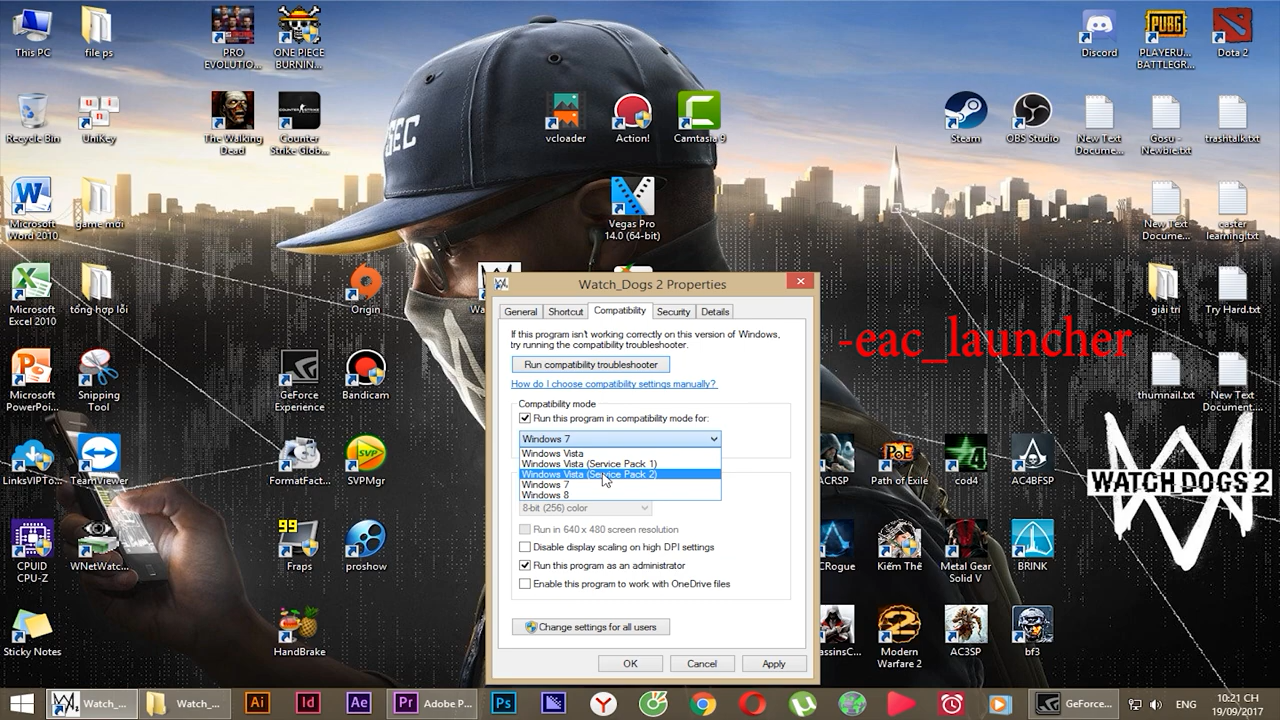 This PC
file ps
PRO
EVOLUTIO...
ONE PIECE
BURNIN...
Discord
PLAYERU...
BATTLEGR...
Dota 2
PUBG
Recycle Bin
UniKey
The Walking
Dead
Counter
Strike Glob...
vcloader
Action!
Camtasia 9
Steam
OBS Studio
New Text
Docume...
Gosu -
Newbie.txt
trashtalk.txt
Microsoft
Word 2010
game mới
Vegas Pro
14.0 (64-bit)
New Text
Docume...
easter
learning.txt
Microsoft
Excel 2010
tổng hợp lỗi
Origin
giải trí
Try Hard.txt
Microsoft
PowerPoi...
Snipping
Tool
GeForce
Experience
Bandicam
thumnail.txt
New Text
Document....
LinksVIPTo...
TeamViewer
FormatFact...
SVPMgr
ACRSP
Path of Exile
cod4
AC4BFSP
CPUID
CPU-Z
WNetWatc...
99
Fraps
proshow
CRogue
Kiếm Thế
Metal Gear
Solid V
BRINK
Sticky Notes
HandBrake
assinsC...
Modern
Warfare 2
AC3SP
bf3
Watch_Dogs 2 Properties
General
Shortcut
Compatibility
Security
Details
If this program isn't working correctly on this version of Windows,
try running the compatibility troubleshooter.
Run compatibility troubleshooter
How do I choose compatibility settings manually?
Compatibility mode
Run this program in compatibility mode for:
Windows 7
Windows Vista
Windows Vista (Service Pack 1)
Windows Vista (Service Pack 2)
Windows 7
Windows 8
8-bit (256) color
Run in 640 x 480 screen resolution
Disable display scaling on high DPI settings
Run this program as an administrator
Enable this program to work with OneDrive files
Change settings for all users
OK
Cancel
Apply
-eac_launcher
WATCH DOGS 2
Watch_...
Watch_...
Ai
Id
Ae
Pr
Adobe P...
Ps
GeForce...
ENG
10:21 CH
19/09/2017